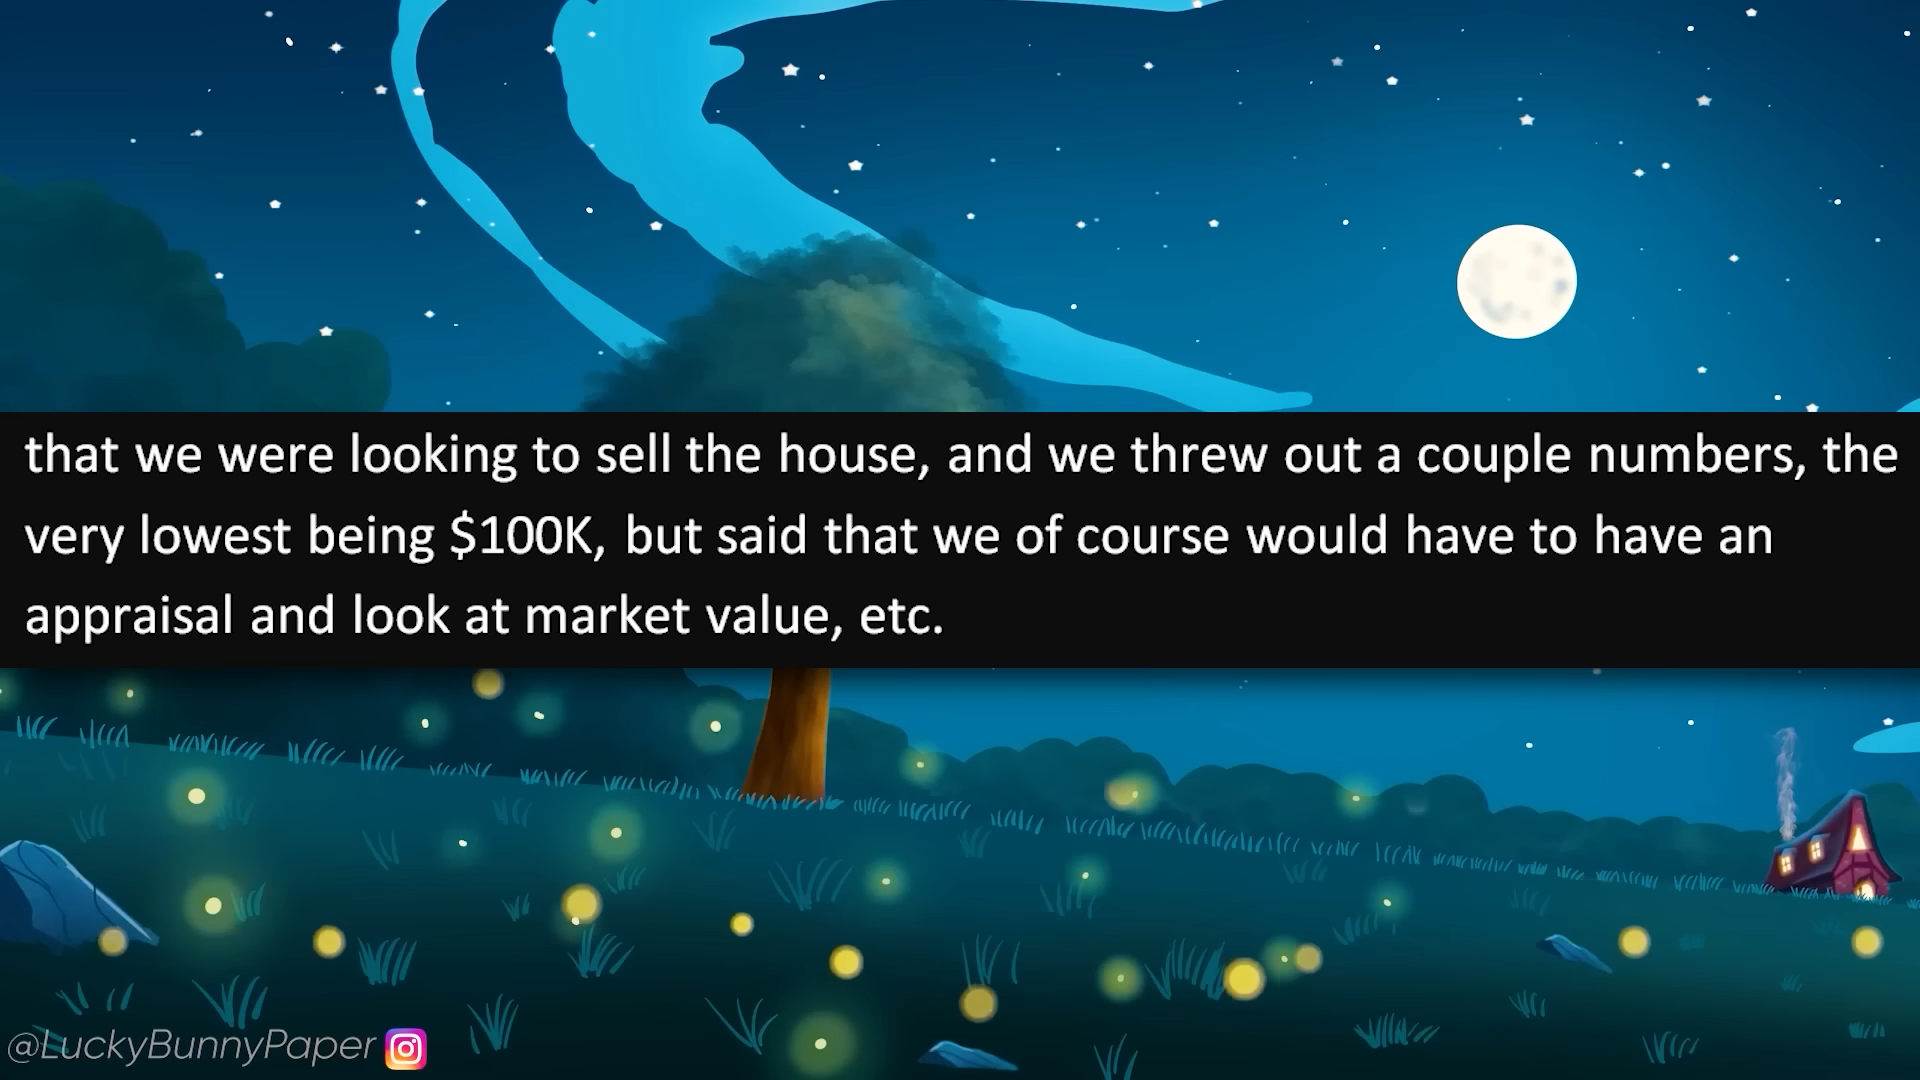 that we were looking to sell the house, and we threw out a couple numbers, the
very lowest being $100K, but said that we of course would have to have an
appraisal and look at market value, etc.
@LuckyBunnyPaper